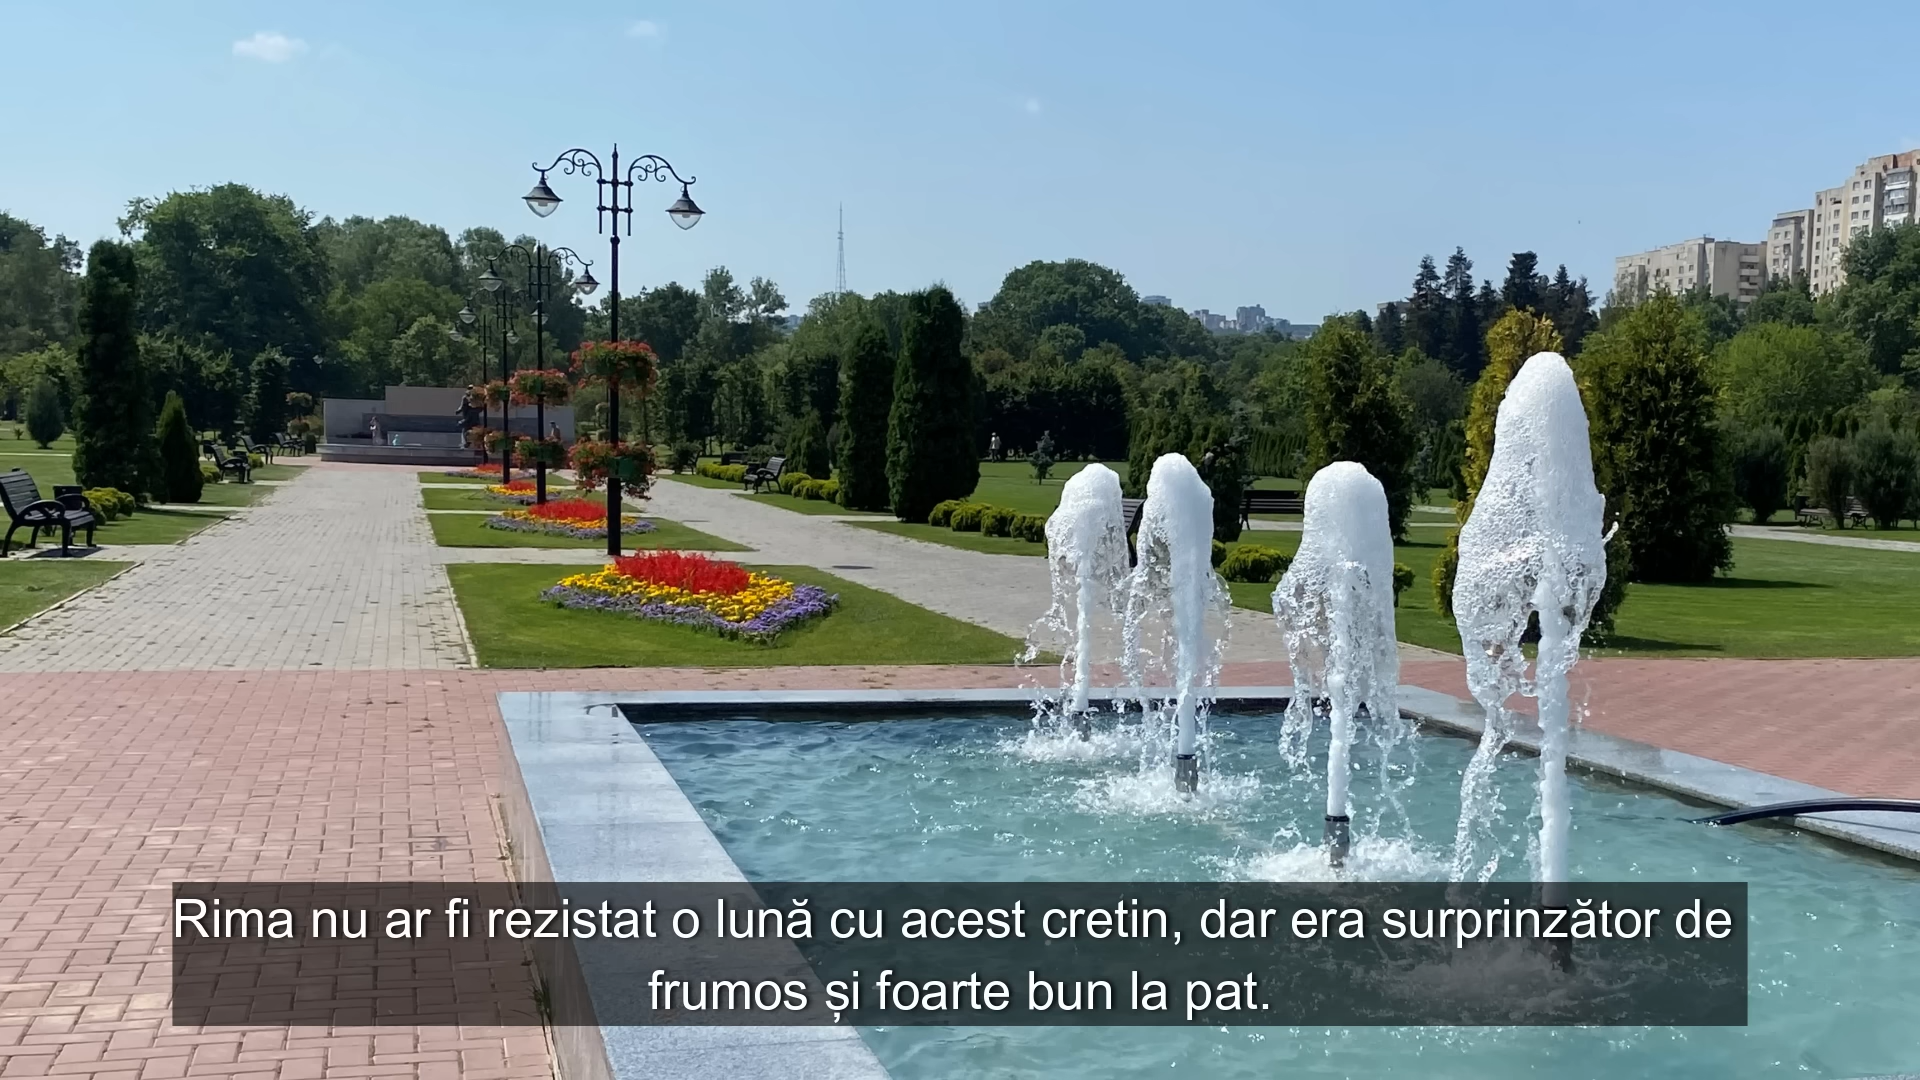 Rima nu ar fi rezistat o lună cu acest cretin, dar era surprinzător de
frumos și foarte bun la pat.